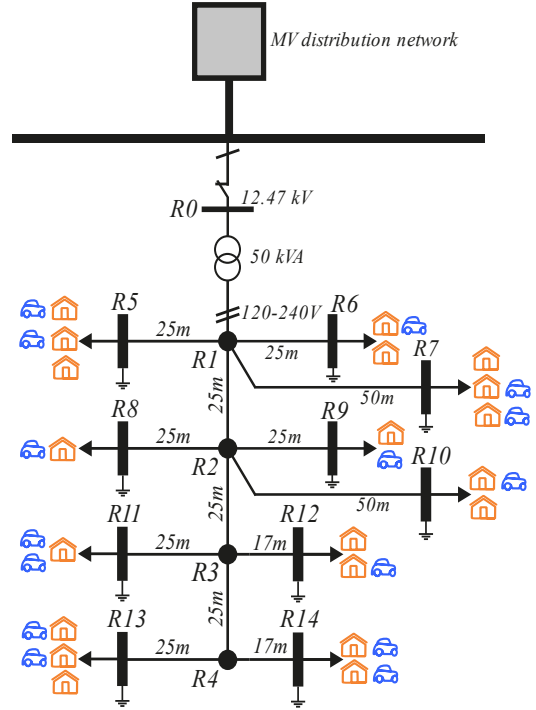 MV distribution network
12.47 kV
R0
50 kVA
120-240V
R5
R6
25m
25m
R1
R7
50m
25m
R8
R9
25m
25m
R2
R10
50m
25m
R11
R12
25m
17m
R3
25m
R13
R14
25m
17m
R4